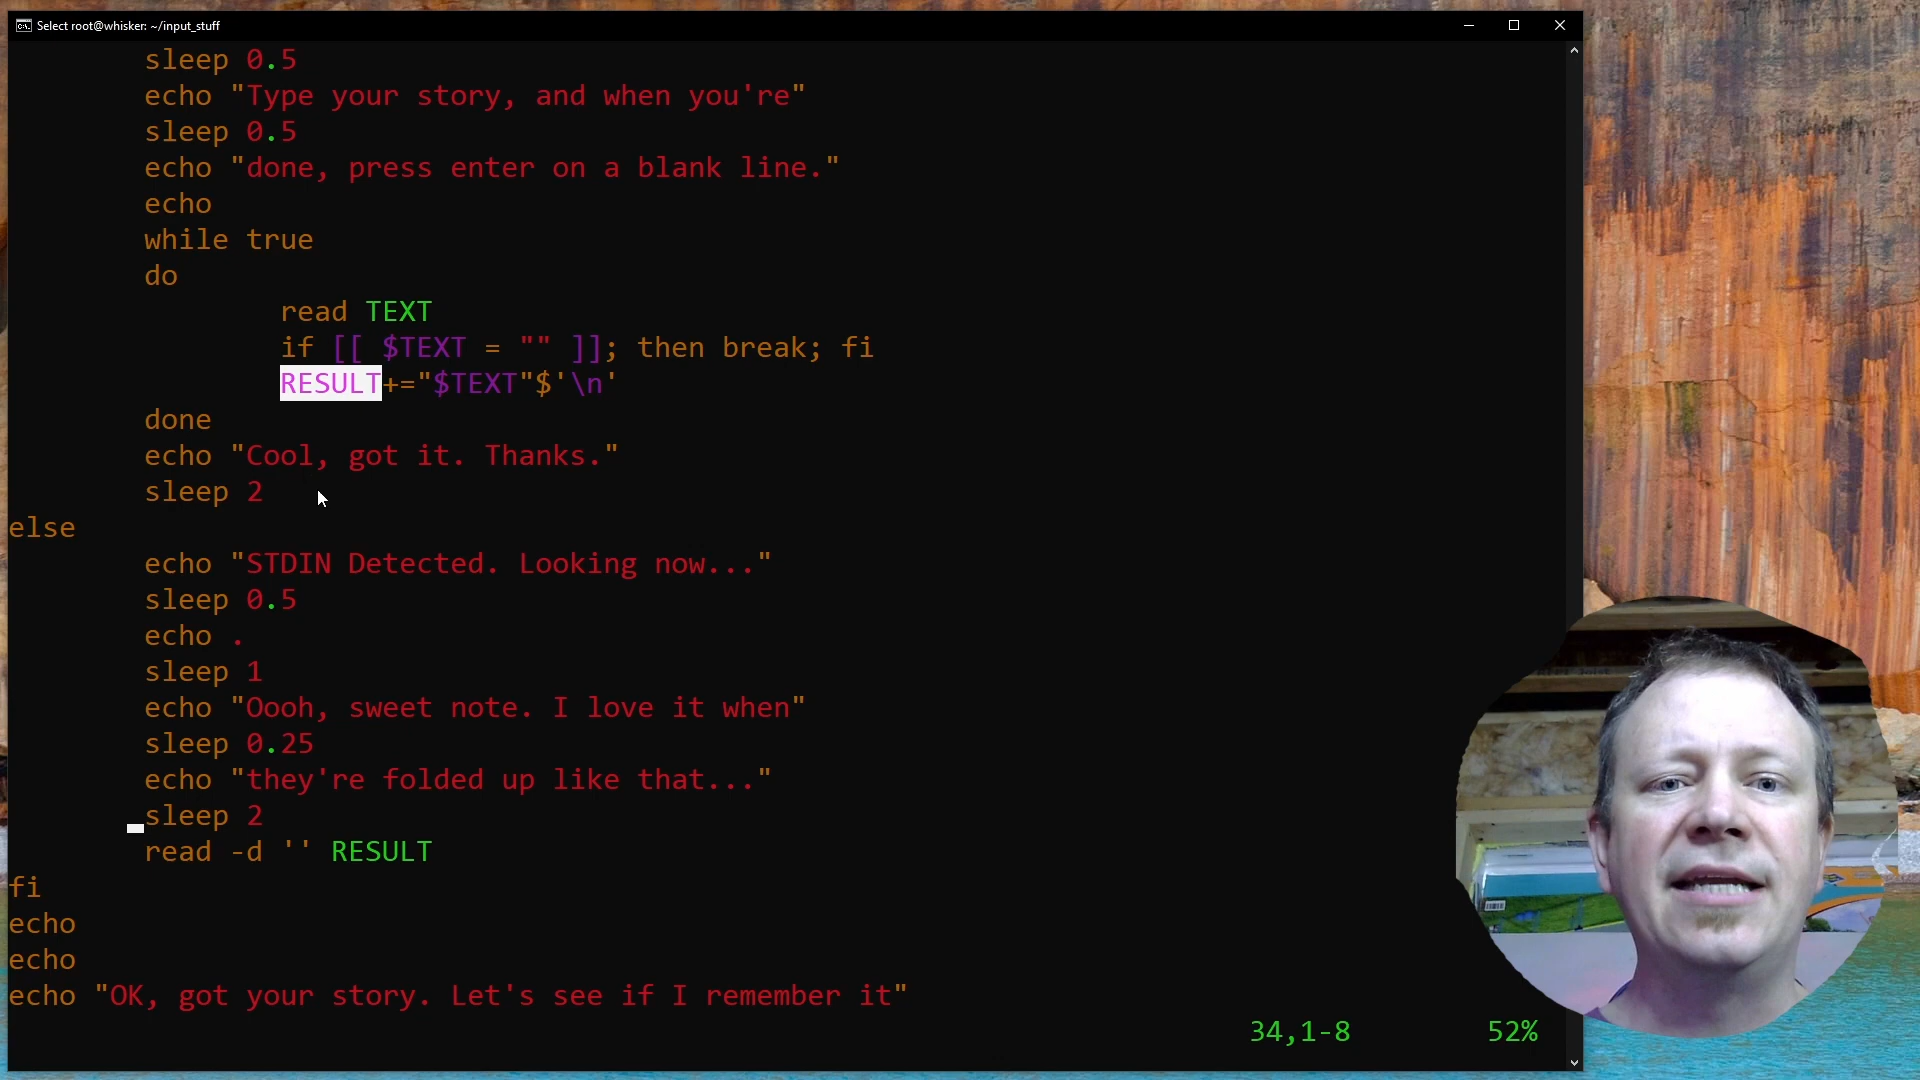 Select root@whisker: ~/input_stuff
sleep 0.5
echo "Type your story, and when you're"
sleep 0.5
echo "done, press enter on a blank line."
echo
while true
do
read TEXT
if [[ $TEXT = "" ]]; then break; fi
RESULT+="$TEXT"$'\n'
done
echo "Cool, got it. Thanks."
sleep 2
else
echo "STDIN Detected. Looking now..."
sleep 0.5
echo .
sleep 1
echo "Oooh, sweet note. I love it when"
sleep 0.25
echo "they're folded up like that..."
sleep 2
read -d '' RESULT
fi
echo
echo
echo "OK, got your story. Let's see if I remember it"
34,1-8 52%